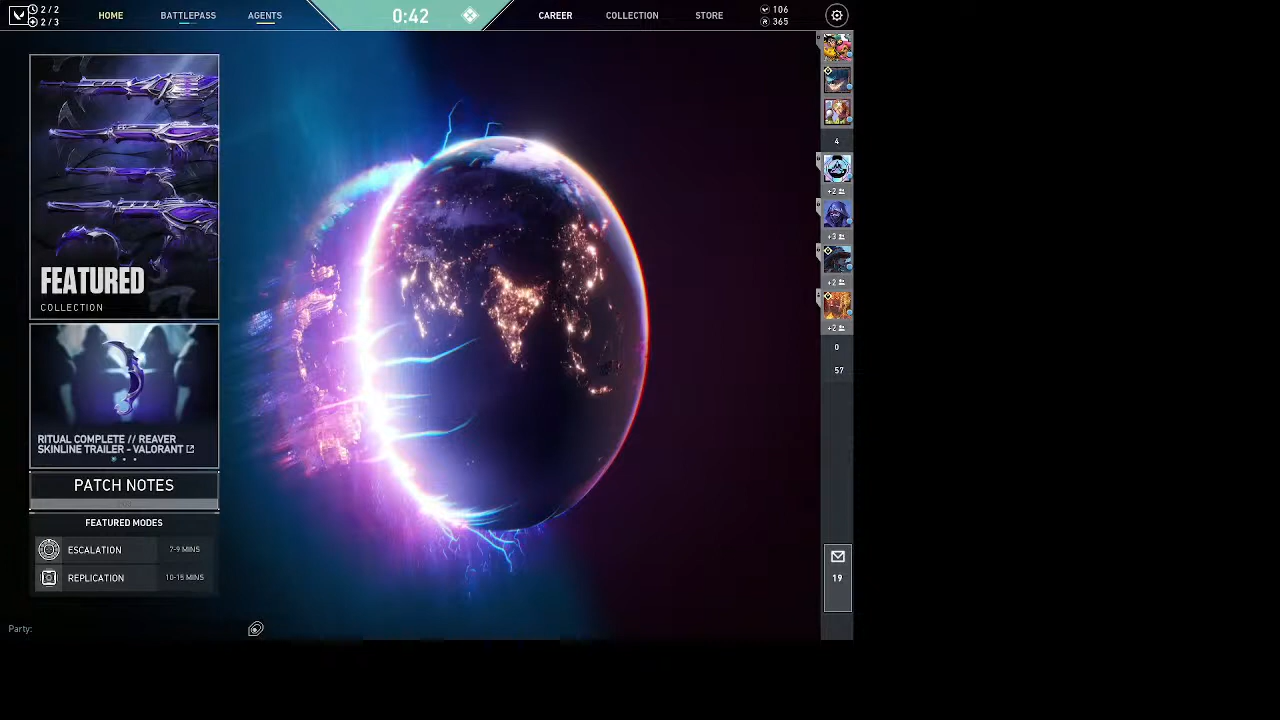 2/2
2/3
HOME
BATTLEPASS
AGENTS
0:42
CAREER
COLLECTION
STORE
106
365
FEATURED
COLLECTION
RITUAL COMPLETE // REAVER
SKINLINE TRAILER - VALORANT
PATCH NOTES
FEATURED MODES
ESCALATION 7-9 MINS
REPLICATION 10-15 MINS
Party:
4
+2
+3
+2
+2
0
57
19